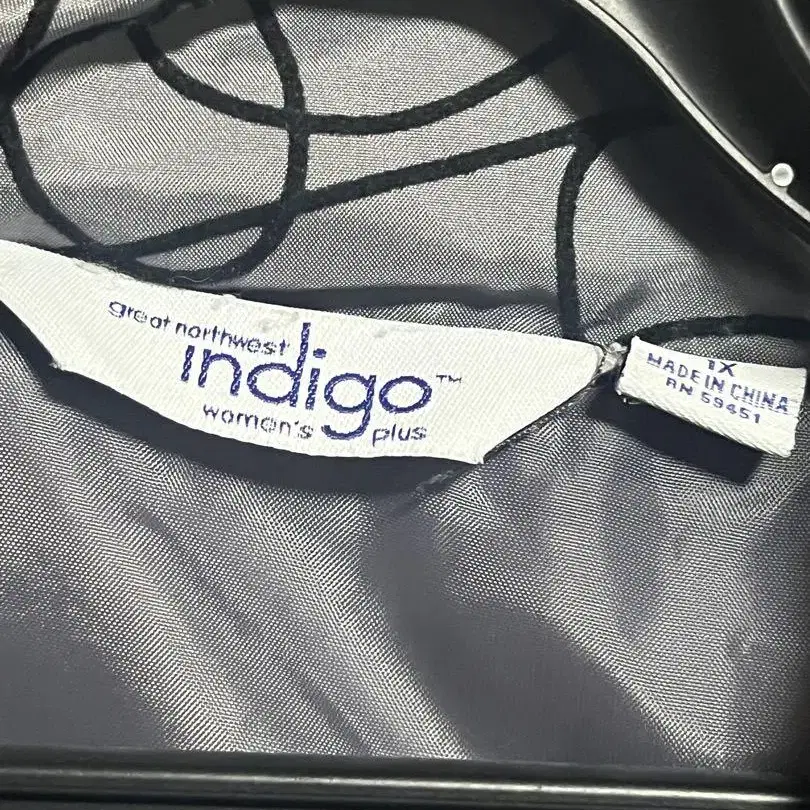 great northwest
indigo™
women's plus
1X
MADE IN CHINA
RN 59451